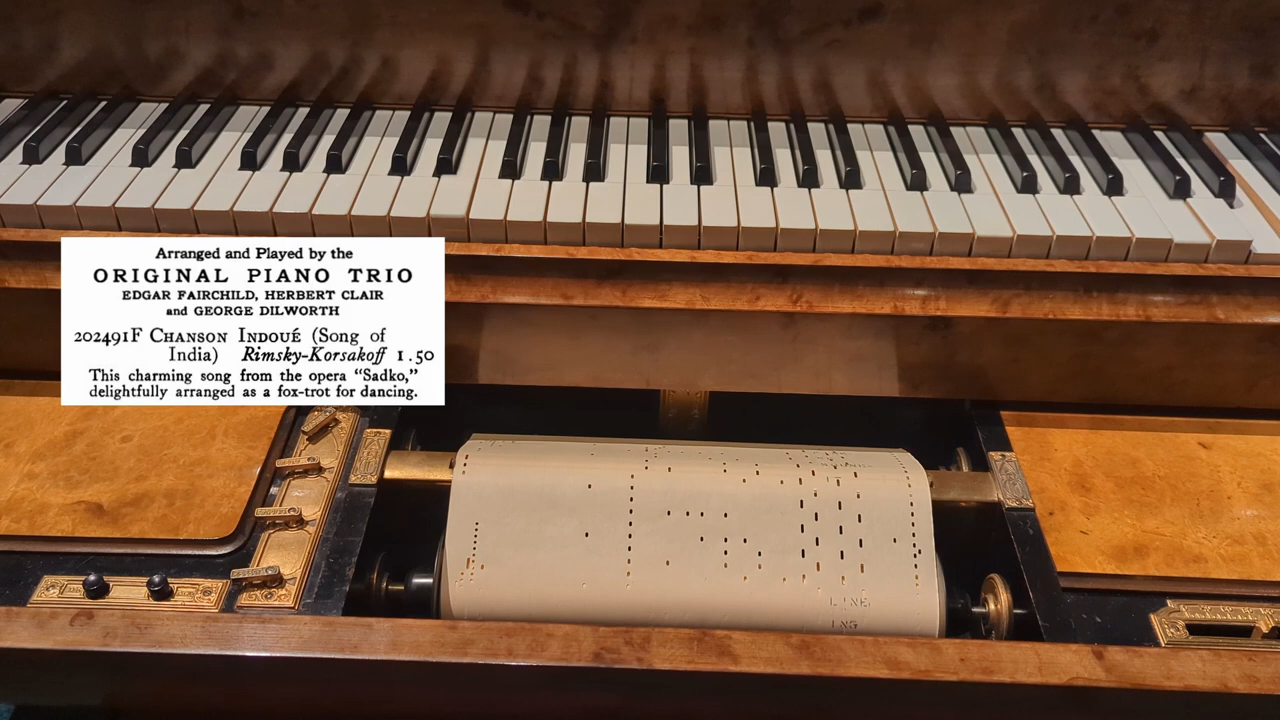 Arranged and Played by the
ORIGINAL PIANO TRIO
EDGAR FAIRCHILD, HERBERT CLAIR
and GEORGE DILWORTH
202491F CHANSON INDOUÉ (Song of
India) Rimsky-Korsakoff 1.50
This charming song from the opera "Sadko,"
delightfully arranged as a fox-trot for dancing.
LINE
ING